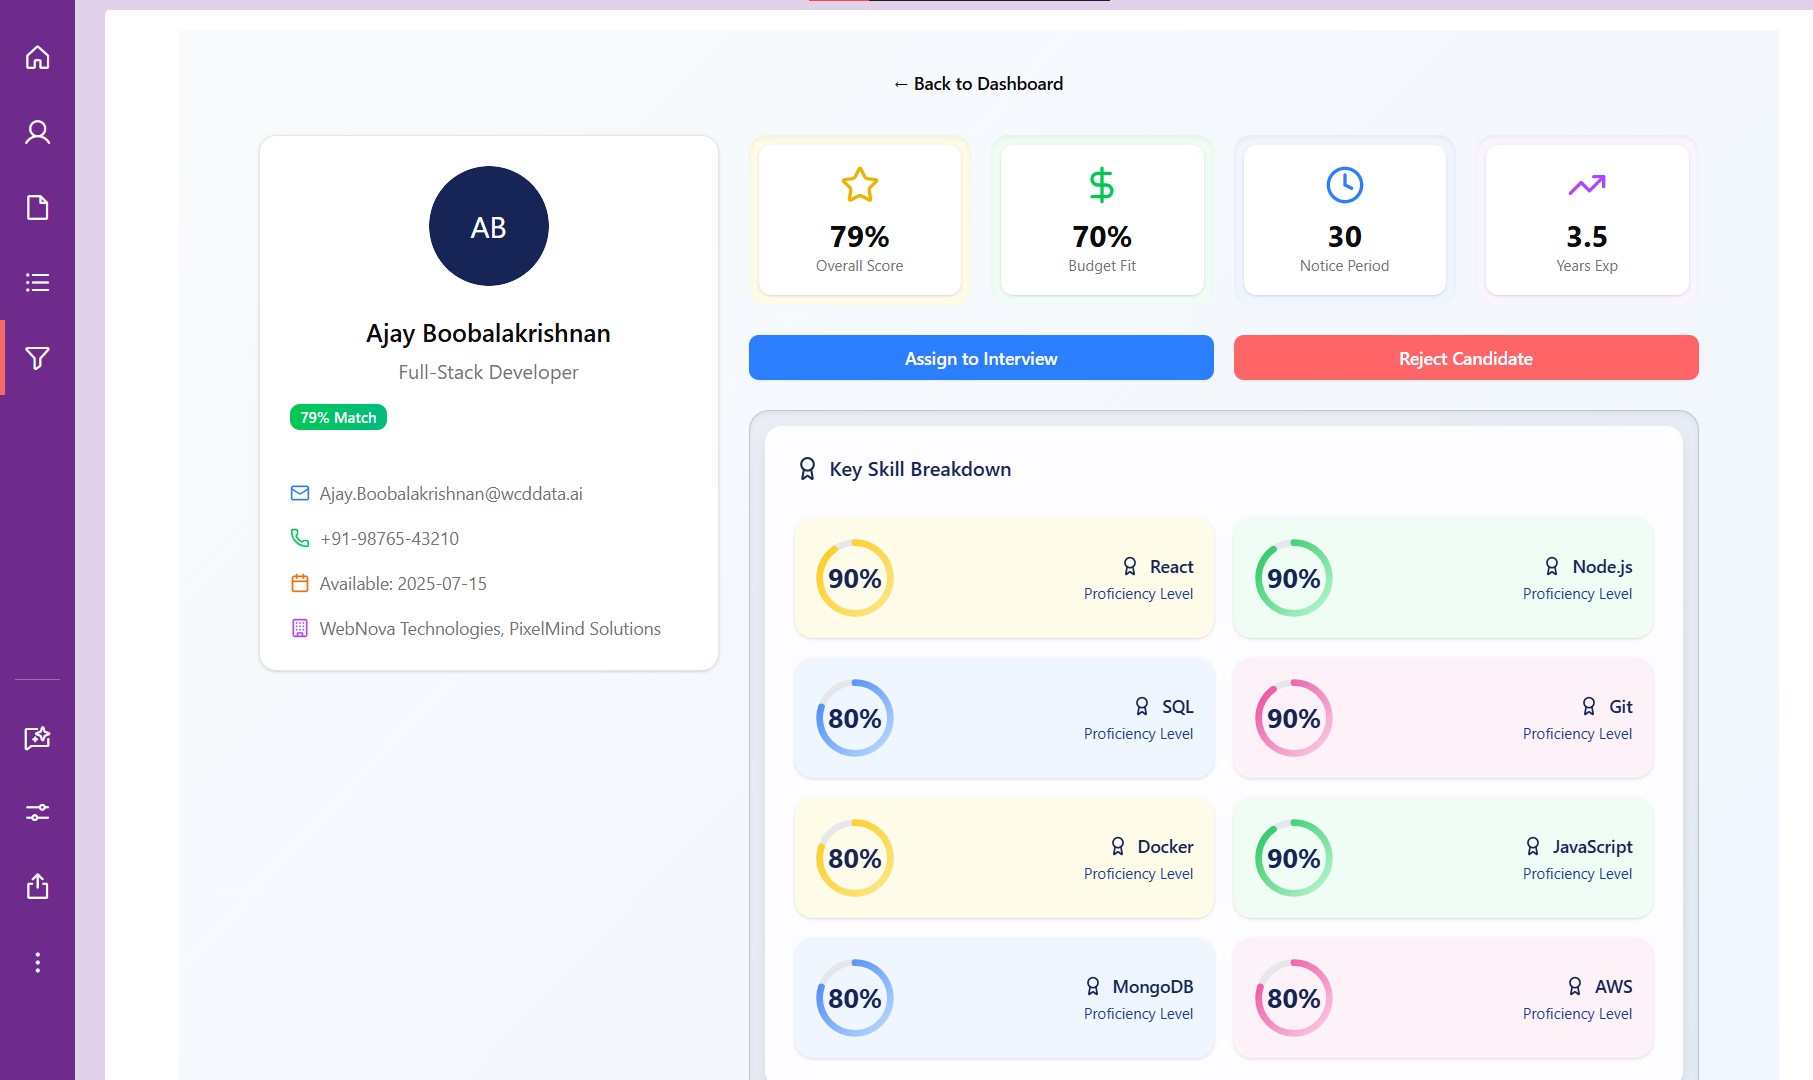 ← Back to Dashboard
AB
Ajay Boobalakrishnan
Full-Stack Developer
79% Match
Ajay.Boobalakrishnan@wcddata.ai
+91-98765-43210
Available: 2025-07-15
WebNova Technologies, PixelMind Solutions
79%
Overall Score
70%
Budget Fit
30
Notice Period
3.5
Years Exp
Assign to Interview
Reject Candidate
Key Skill Breakdown
90%
React
Proficiency Level
90%
Node.js
Proficiency Level
80%
SQL
Proficiency Level
90%
Git
Proficiency Level
80%
Docker
Proficiency Level
90%
JavaScript
Proficiency Level
80%
MongoDB
Proficiency Level
80%
AWS
Proficiency Level